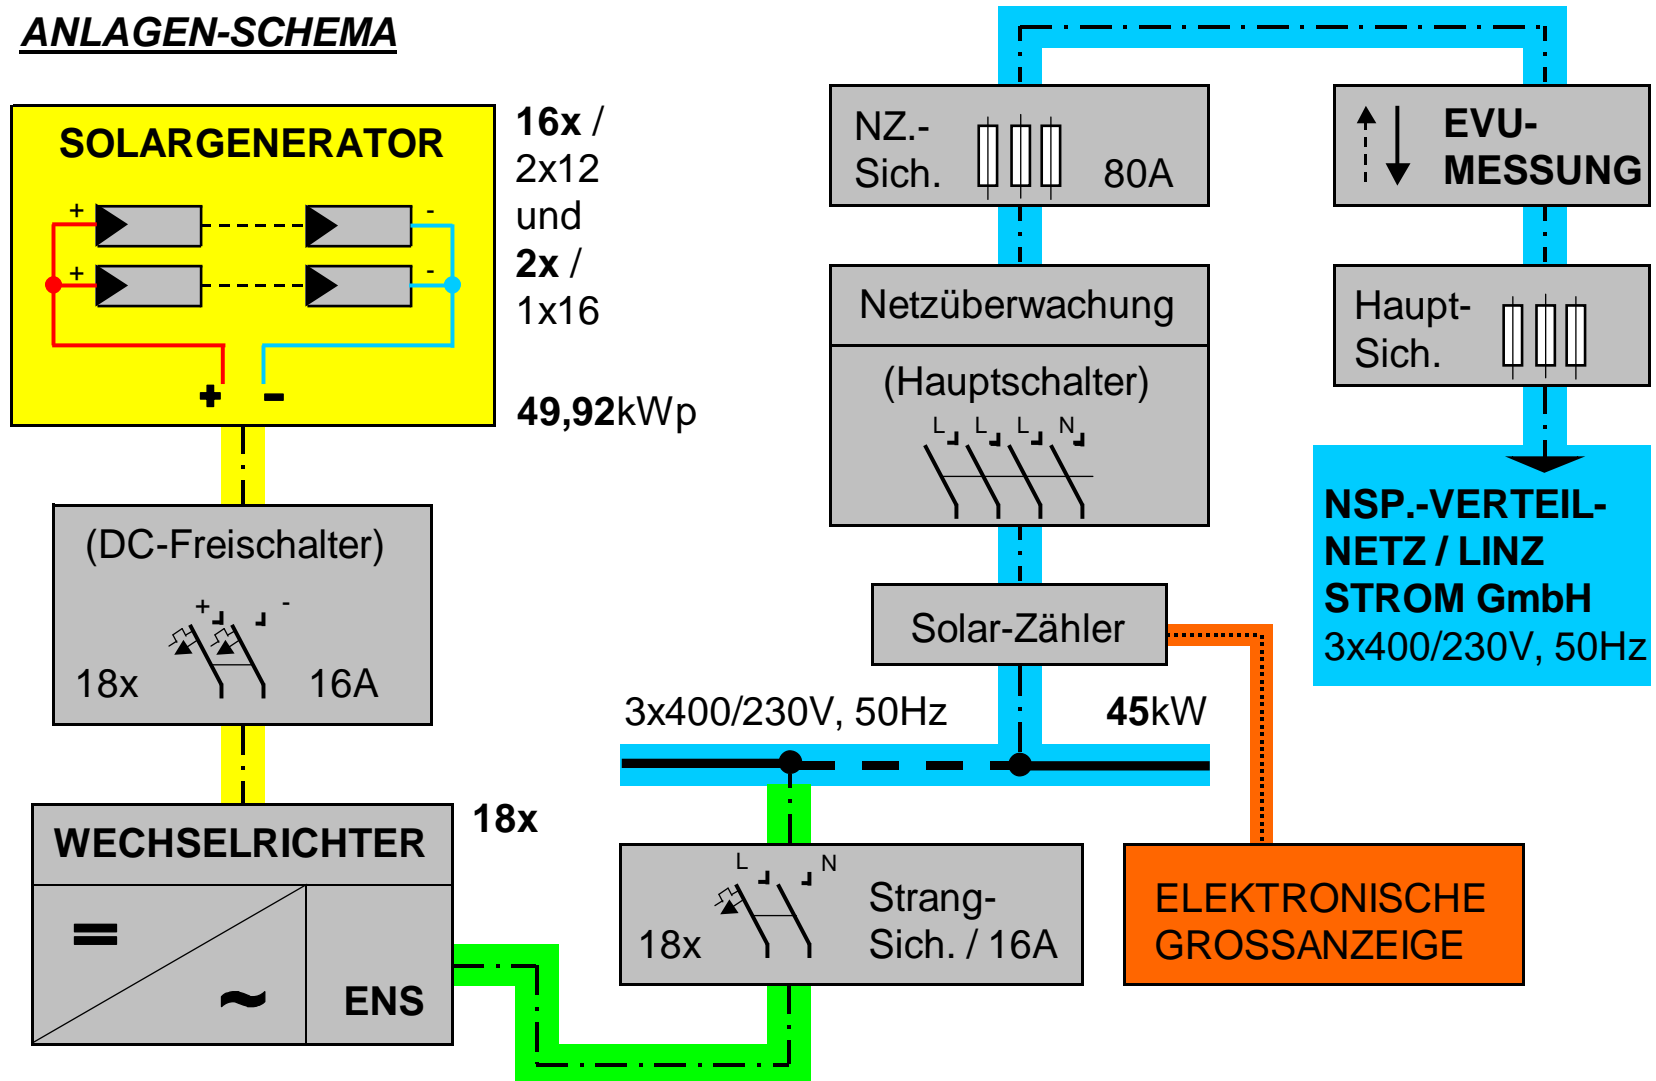 ANLAGEN-SCHEMA
SOLARGENERATOR
+ -
+ -
+ -
16x /
2x12
und
2x /
1x16
49,92kWp
(DC-Freischalter)
+ -
18x 16A
WECHSELRICHTER
18x
= ~
ENS
18x
L N
Strang-
Sich. / 16A
3x400/230V, 50Hz 45kW
Solar-Zähler
ELEKTRONISCHE
GROSSANZEIGE
Netzüberwachung
(Hauptschalter)
L L L N
NZ.-
Sich. 80A
EVU-
MESSUNG
Haupt-
Sich.
NSP.-VERTEIL-
NETZ / LINZ
STROM GmbH
3x400/230V, 50Hz